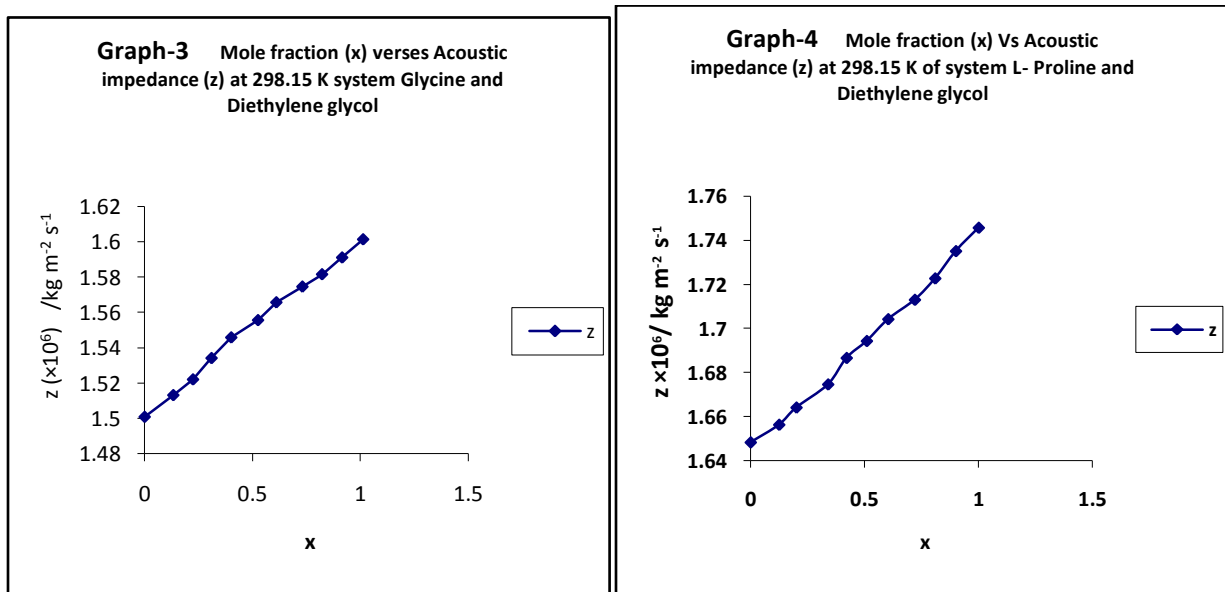 Graph-3 Mole fraction (x) verses Acoustic
impedance (z) at 298.15 K system Glycine and
Diethylene glycol
z (×10⁶) /kg m⁻² s⁻¹
1.62
1.6
1.58
1.56
1.54
1.52
1.5
1.48
0
0.5
1
1.5
x
z
Graph-4 Mole fraction (x) Vs Acoustic
impedance (z) at 298.15 K of system L- Proline and
Diethylene glycol
z ×10⁶/ kg m⁻² s⁻¹
1.76
1.74
1.72
1.7
1.68
1.66
1.64
0
0.5
1
1.5
x
z